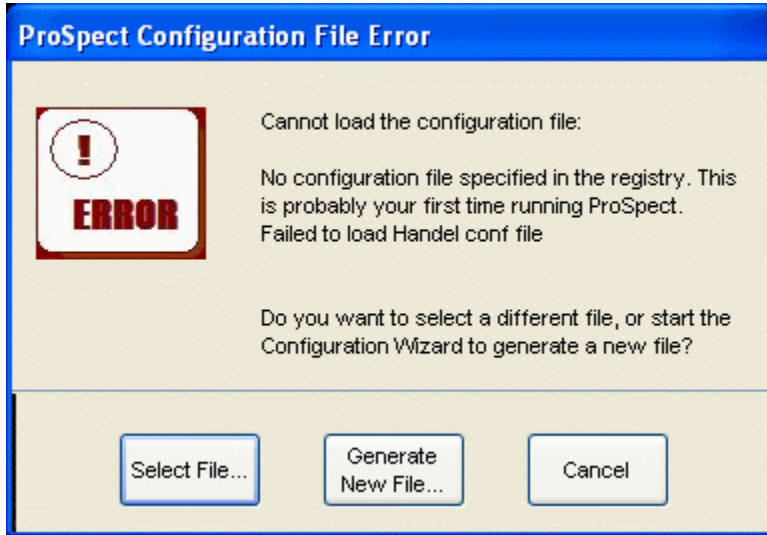 ProSpect Configuration File Error
!
ERROR
Cannot load the configuration file:
No configuration file specified in the registry. This
is probably your first time running ProSpect.
Failed to load Handel conf file
Do you want to select a different file, or start the
Configuration Wizard to generate a new file?
Select File...
Generate
New File...
Cancel